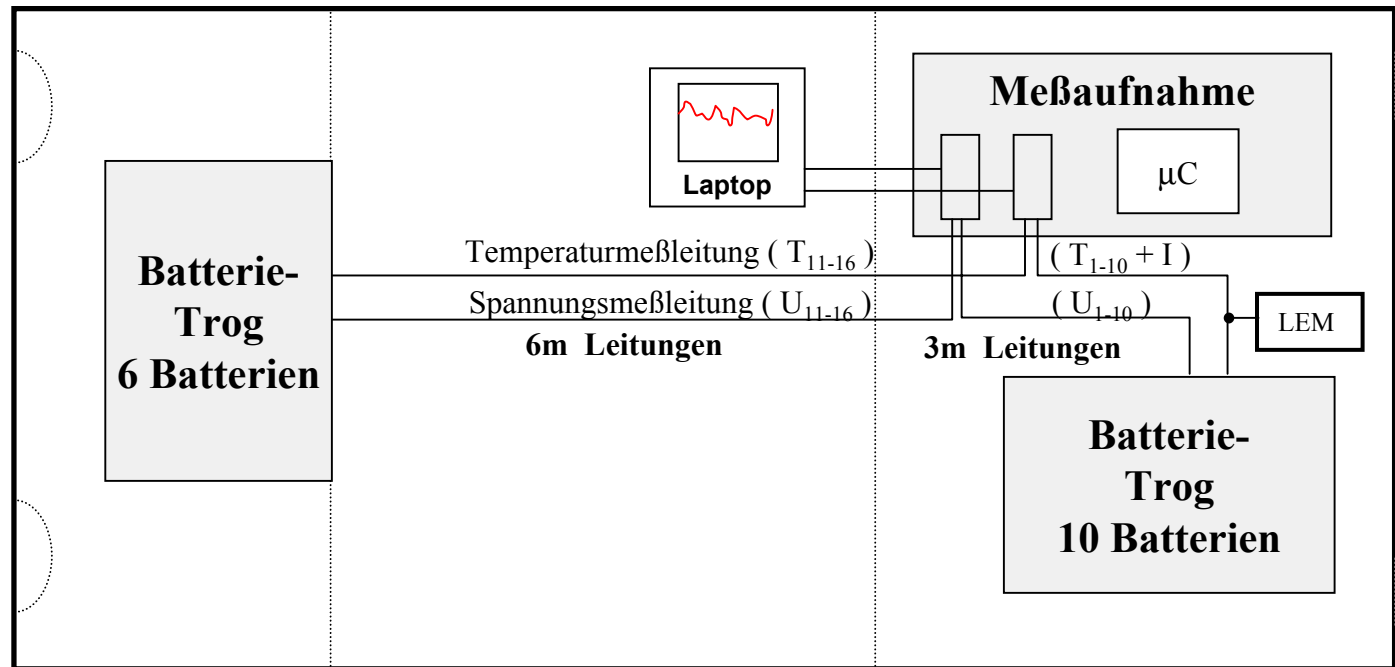 Meßaufnahme
μC
Laptop
Batterie-
Trog
6 Batterien
Temperaturmeßleitung ( T11-16 )
( T1-10 + I )
Spannungsmeßleitung ( U11-16 )
( U1-10 )
6m Leitungen
3m Leitungen
LEM
Batterie-
Trog
10 Batterien